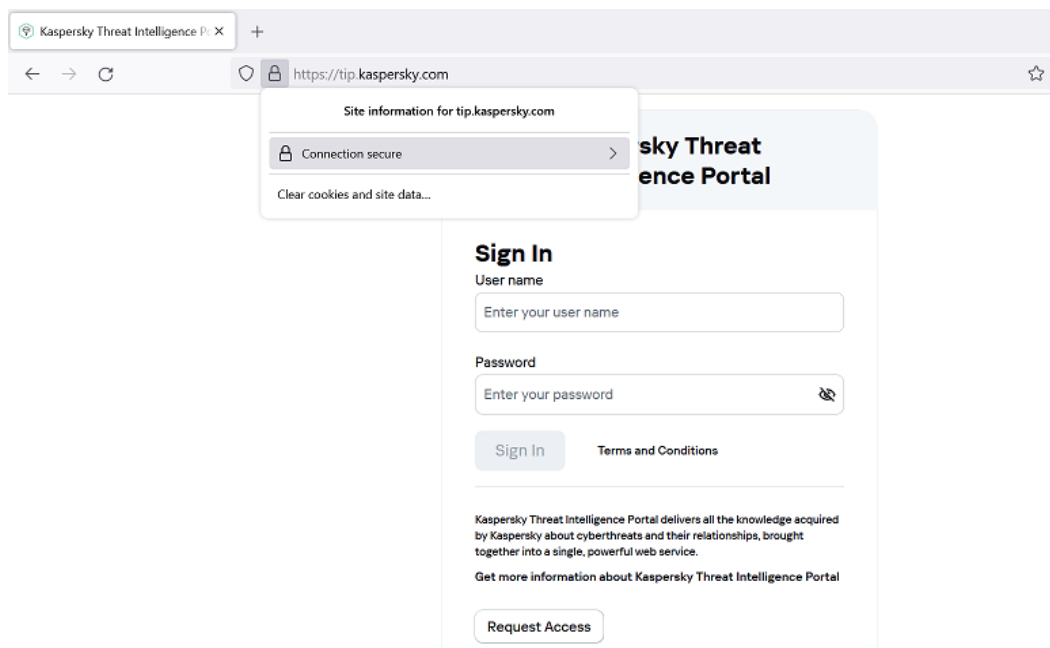 Kaspersky Threat Intelligence Po
https://tip.kaspersky.com
Site information for tip.kaspersky.com
Connection secure
Clear cookies and site data...
sky Threat
ence Portal
Sign In
User name
Enter your user name
Password
Enter your password
Sign In Terms and Conditions
Kaspersky Threat Intelligence Portal delivers all the knowledge acquired
by Kaspersky about cyberthreats and their relationships, brought
together into a single, powerful web service.
Get more information about Kaspersky Threat Intelligence Portal
Request Access